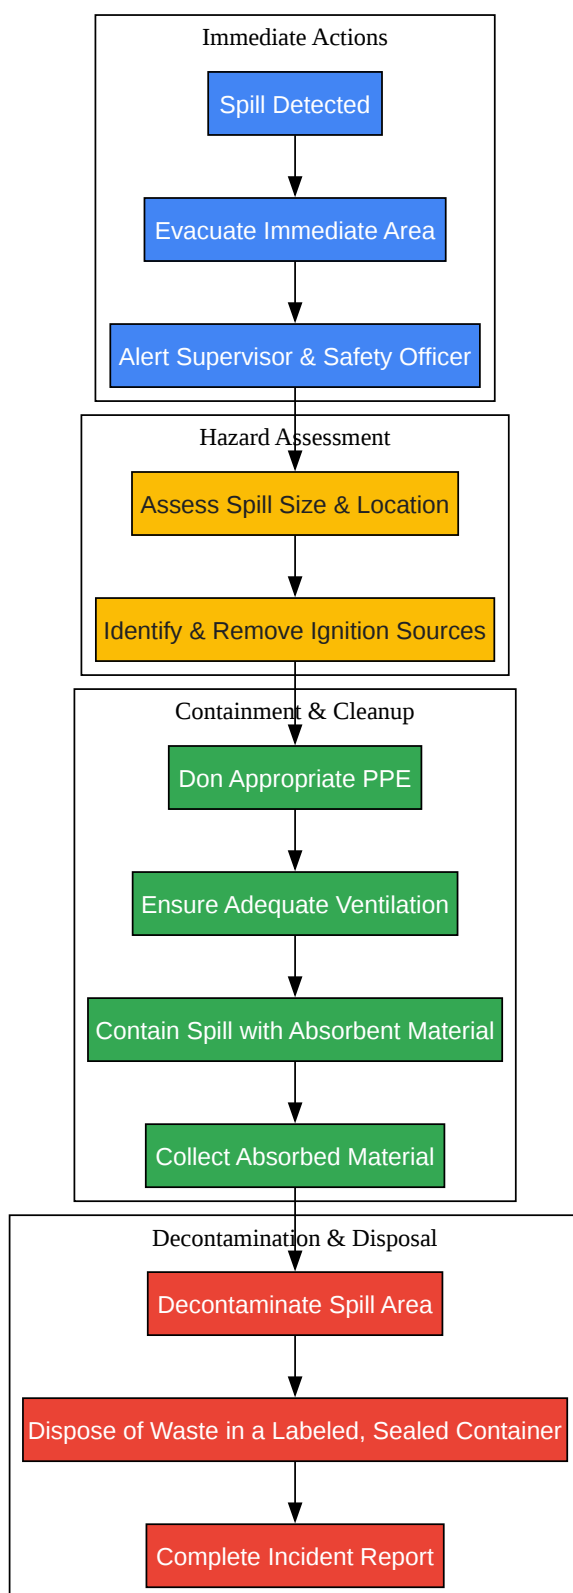 Immediate Actions
Spill Detected
Evacuate Immediate Area
Alert Supervisor & Safety Officer
Hazard Assessment
Assess Spill Size & Location
Identify & Remove Ignition Sources
Containment & Cleanup
Don Appropriate PPE
Ensure Adequate Ventilation
Contain Spill with Absorbent Material
Collect Absorbed Material
Decontamination & Disposal
Decontaminate Spill Area
Dispose of Waste in a Labeled, Sealed Container
Complete Incident Report